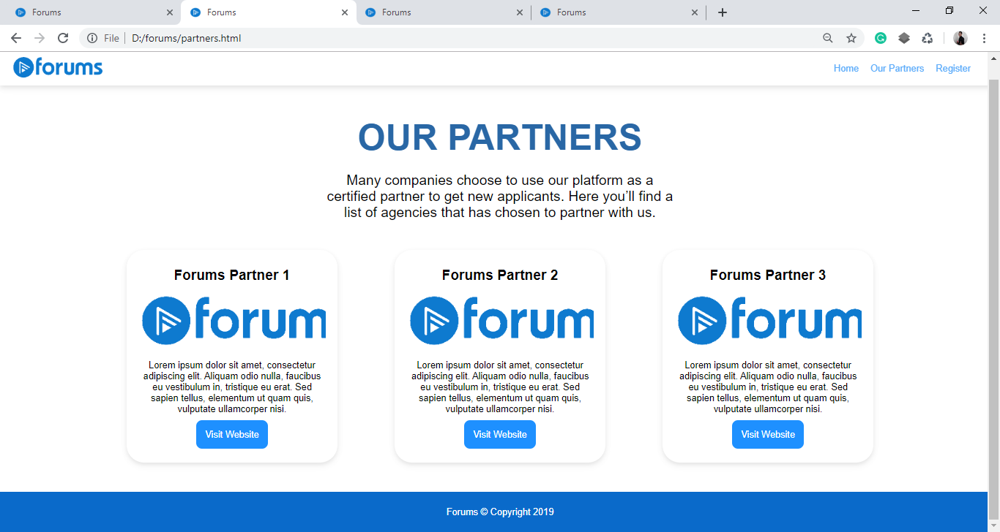 Forums
Forums
Forums
Forums
File
D:/forums/partners.html
forums
Home
Our Partners
Register
OUR PARTNERS
Many companies choose to use our platform as a
certified partner to get new applicants. Here you’ll find a
list of agencies that has chosen to partner with us.
Forums Partner 1
forum
Lorem ipsum dolor sit amet, consectetur
adipiscing elit. Aliquam odio nulla, faucibus
eu vestibulum in, tristique eu erat. Sed
sapien tellus, elementum ut quam quis,
vulputate ullamcorper nisi.
Visit Website
Forums Partner 2
forum
Lorem ipsum dolor sit amet, consectetur
adipiscing elit. Aliquam odio nulla, faucibus
eu vestibulum in, tristique eu erat. Sed
sapien tellus, elementum ut quam quis,
vulputate ullamcorper nisi.
Visit Website
Forums Partner 3
forum
Lorem ipsum dolor sit amet, consectetur
adipiscing elit. Aliquam odio nulla, faucibus
eu vestibulum in, tristique eu erat. Sed
sapien tellus, elementum ut quam quis,
vulputate ullamcorper nisi.
Visit Website
Forums © Copyright 2019